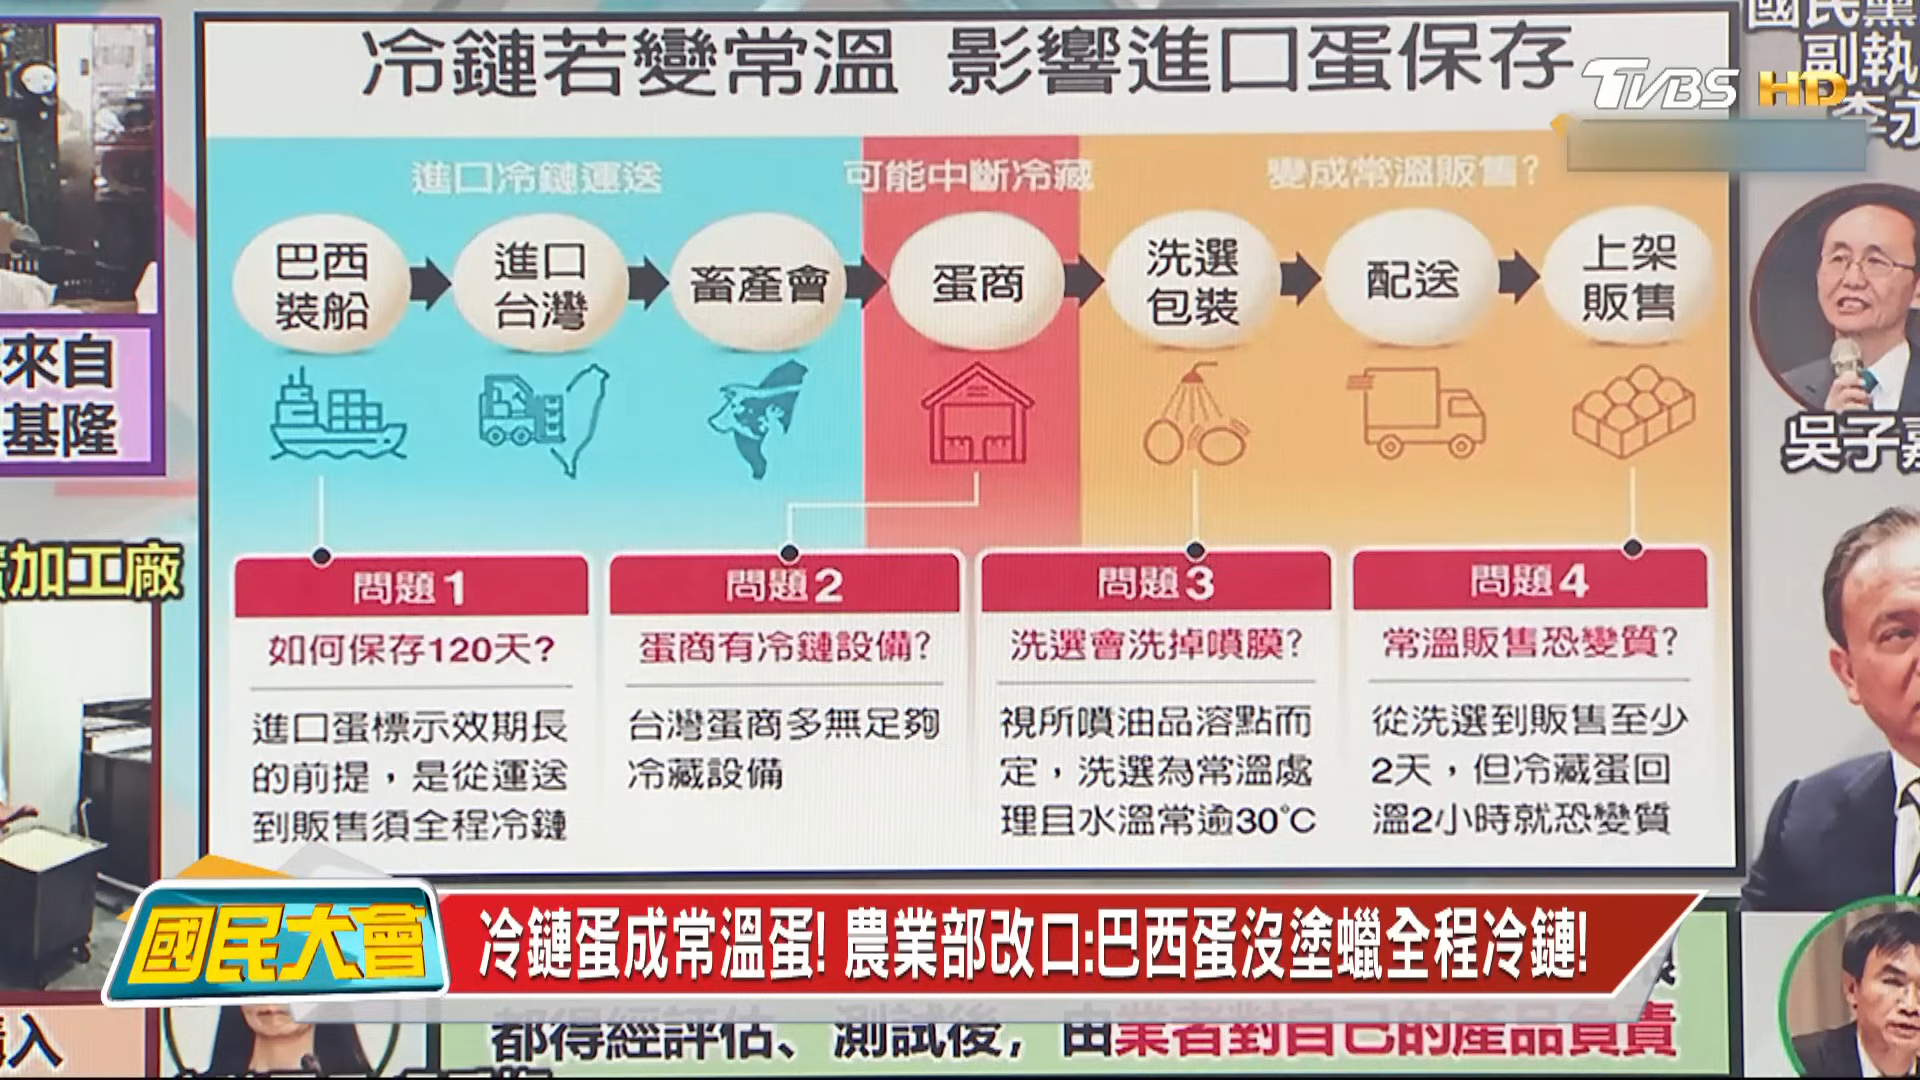 冷鏈若變常溫 影響進口蛋保存
TVBS HD
國民黨
副執
李永
進口冷鏈運送
可能中斷冷藏
變成常溫販售?
巴西
裝船
進口
台灣
畜產會
蛋商
洗選
包裝
配送
上架
販售
來自
基隆
吳子嘉
加工廠
問題1
如何保存120天?
進口蛋標示效期長
的前提,是從運送
到販售須全程冷鏈
問題2
蛋商有冷鏈設備?
台灣蛋商多無足夠
冷藏設備
問題3
洗選會洗掉噴膜?
視所噴油品溶點而
定,洗選為常溫處
理且水溫常逾30°C
問題4
常溫販售恐變質?
從洗選到販售至少
2天,但冷藏蛋回
溫2小時就恐變質
國民大會
冷鏈蛋成常溫蛋! 農業部改口:巴西蛋沒塗蠟全程冷鏈!
入
都得經評估、測試後,由業者對自己的產品負責